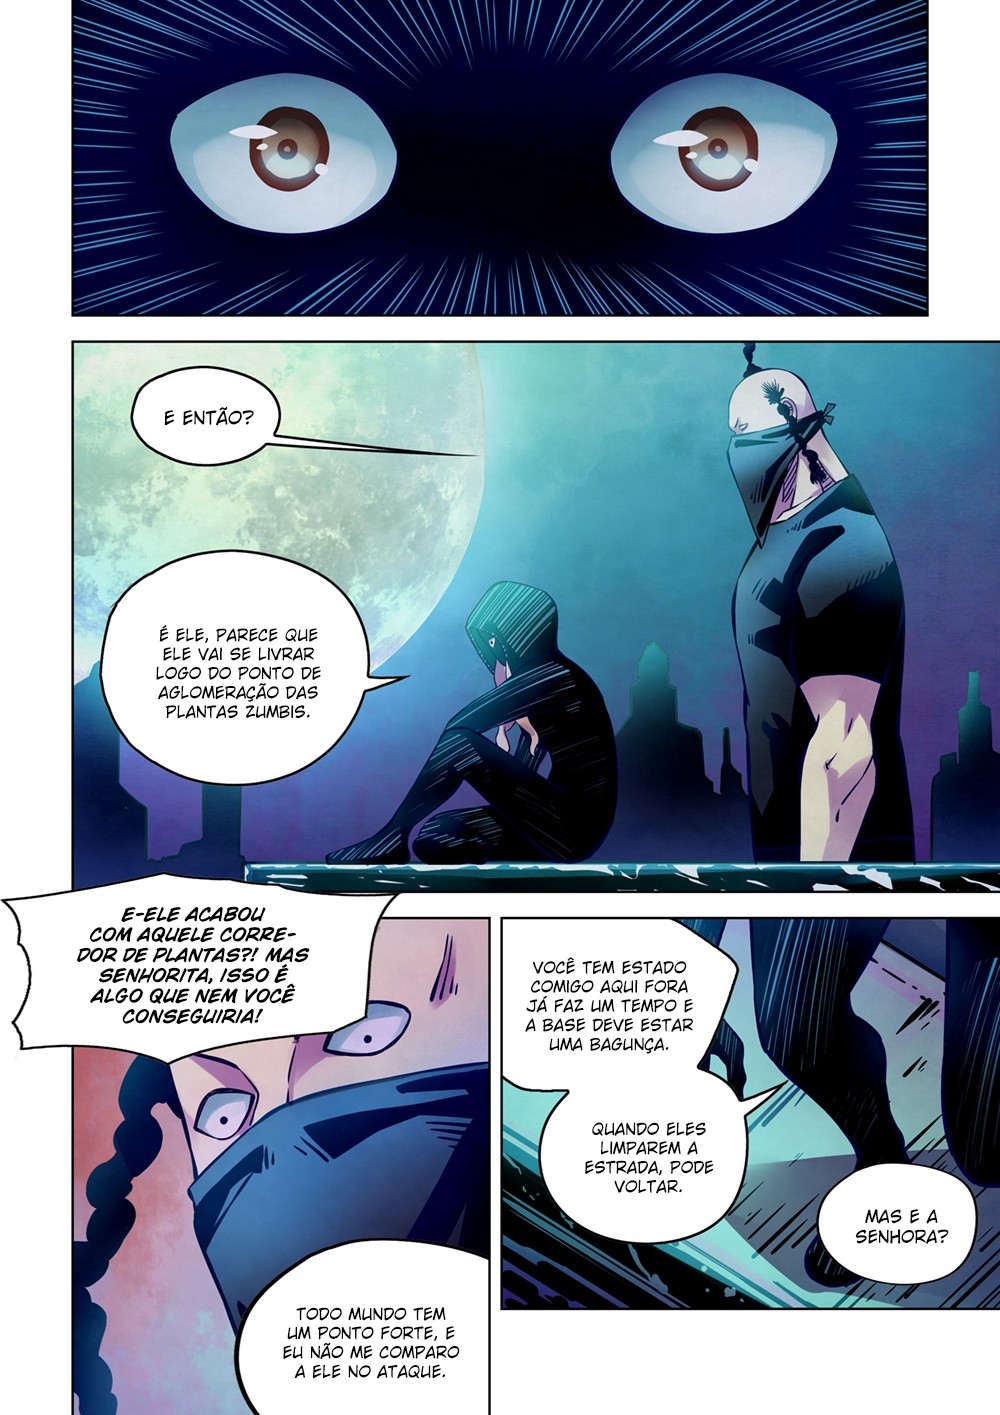 E ENTÃO?
É ELE, PARECE QUE
ELE VAI SE LIVRAR
LOGO DO PONTO DE
AGLOMERAÇÃO DAS
PLANTAS ZUMBIS.
E-ELE ACABOU
COM AQUELE CORRE-
DOR DE PLANTAS?! MAS
SENHORITA, ISSO É
ALGO QUE NEM VOCÊ
CONSEGUIRIA!
TODO MUNDO TEM
UM PONTO FORTE, E
EU NÃO ME COMPARO
A ELE NO ATAQUE.
VOCÊ TEM ESTADO
COMIGO AQUI FORA
JÁ FAZ UM TEMPO E
A BASE DEVE ESTAR
UMA BAGUNÇA.
QUANDO ELES
LIMPAREM A
ESTRADA, PODE
VOLTAR.
MAS E A
SENHORA?